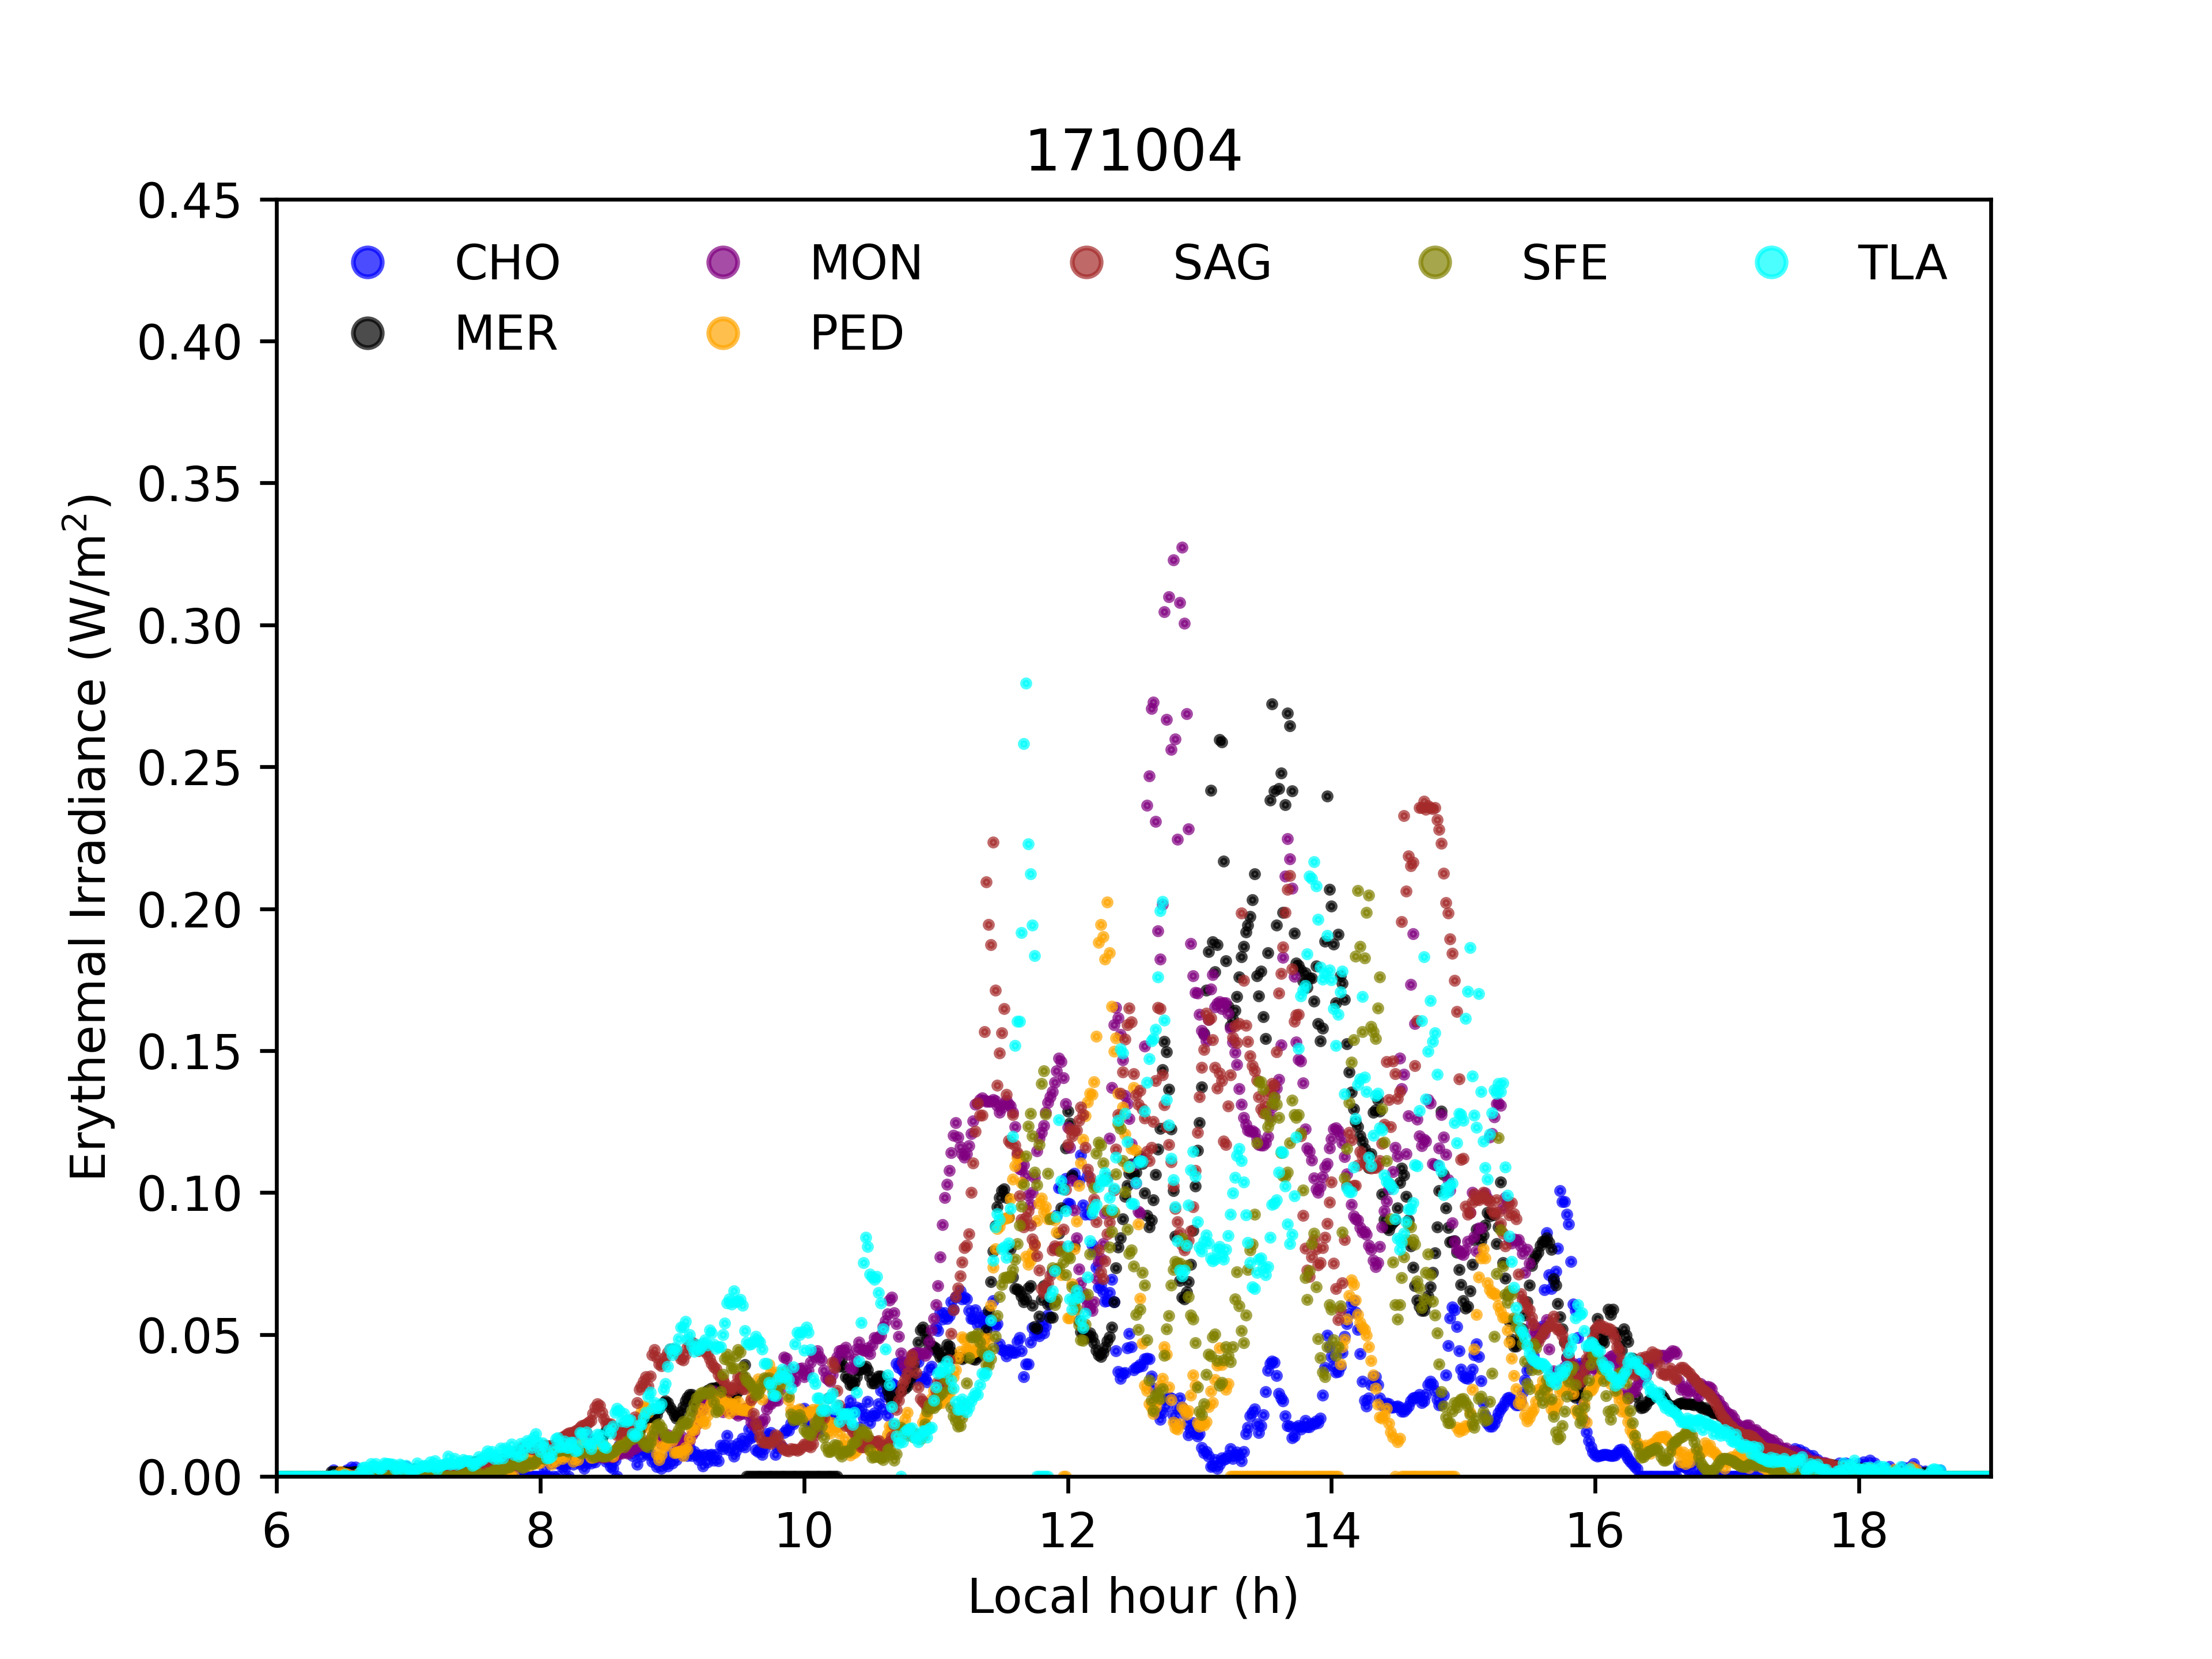 171004
Erythemal Irradiance (W/m²)
0.45
0.40
0.35
0.30
0.25
0.20
0.15
0.10
0.05
0.00
CHO MON SAG SFE TLA
MER PED
6 8 10 12 14 16 18
Local hour (h)